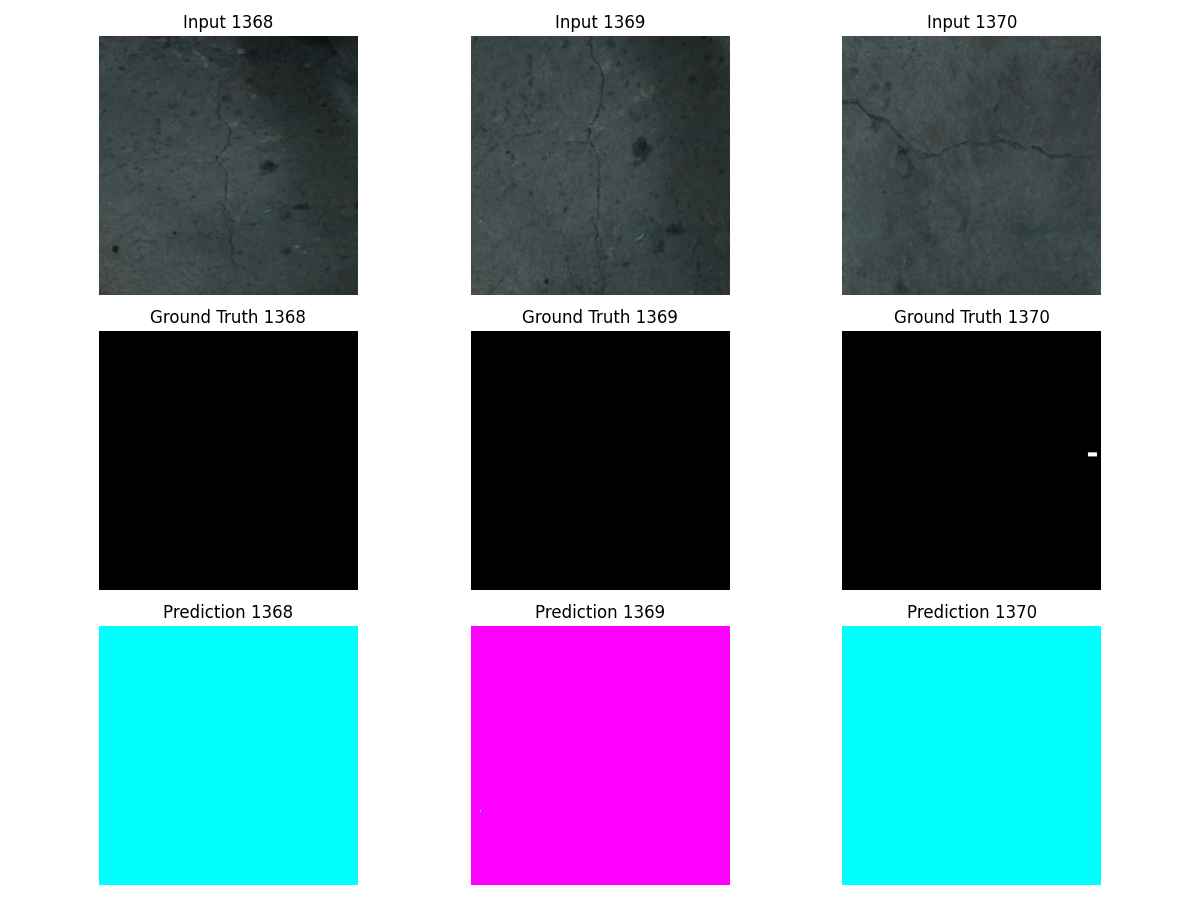 Input 1368
Input 1369
Input 1370
Ground Truth 1368
Ground Truth 1369
Ground Truth 1370
Prediction 1368
Prediction 1369
Prediction 1370